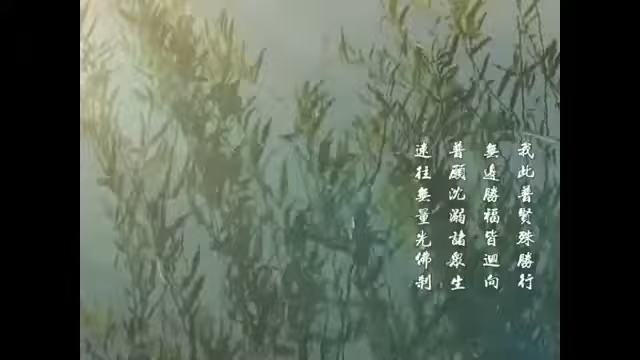 我此普賢殊勝行
無邊勝福皆迴向
普願沈溺諸眾生
速往無量光佛剎